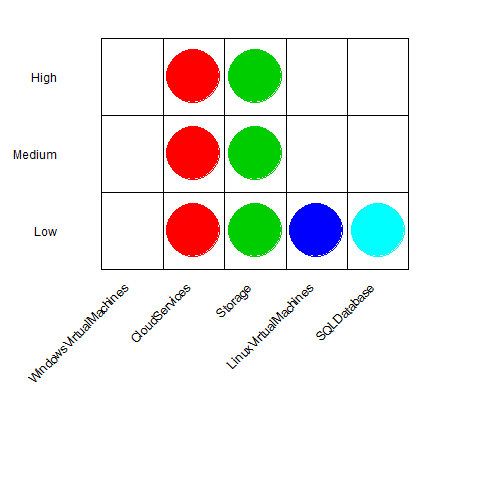 High
Medium
Low
WindowsVirtualMachines
CloudServices
Storage
LinuxVirtualMachines
SQLDatabase